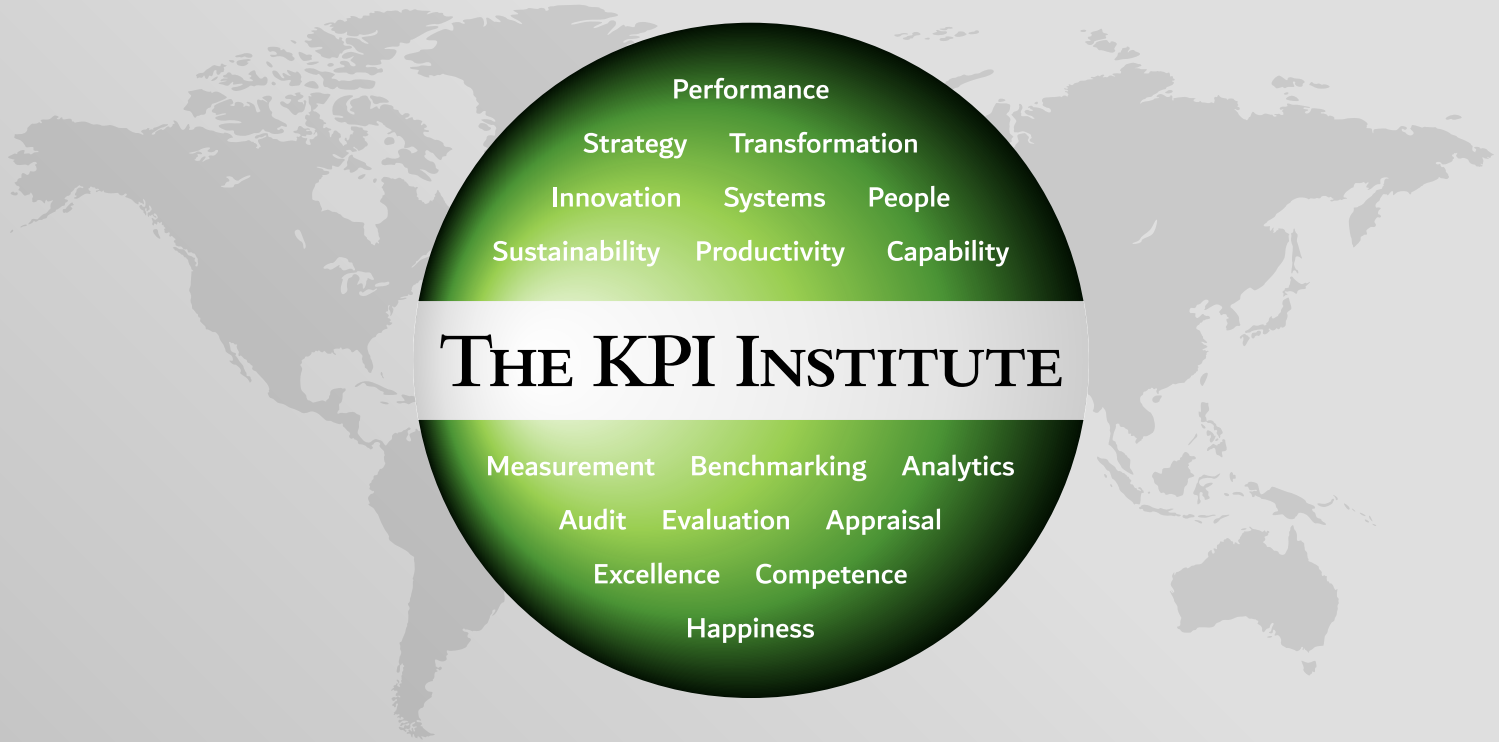 Performance
Strategy Transformation
Innovation Systems People
Sustainability Productivity Capability
THE KPI INSTITUTE
Measurement Benchmarking Analytics
Audit Evaluation Appraisal
Excellence Competence
Happiness